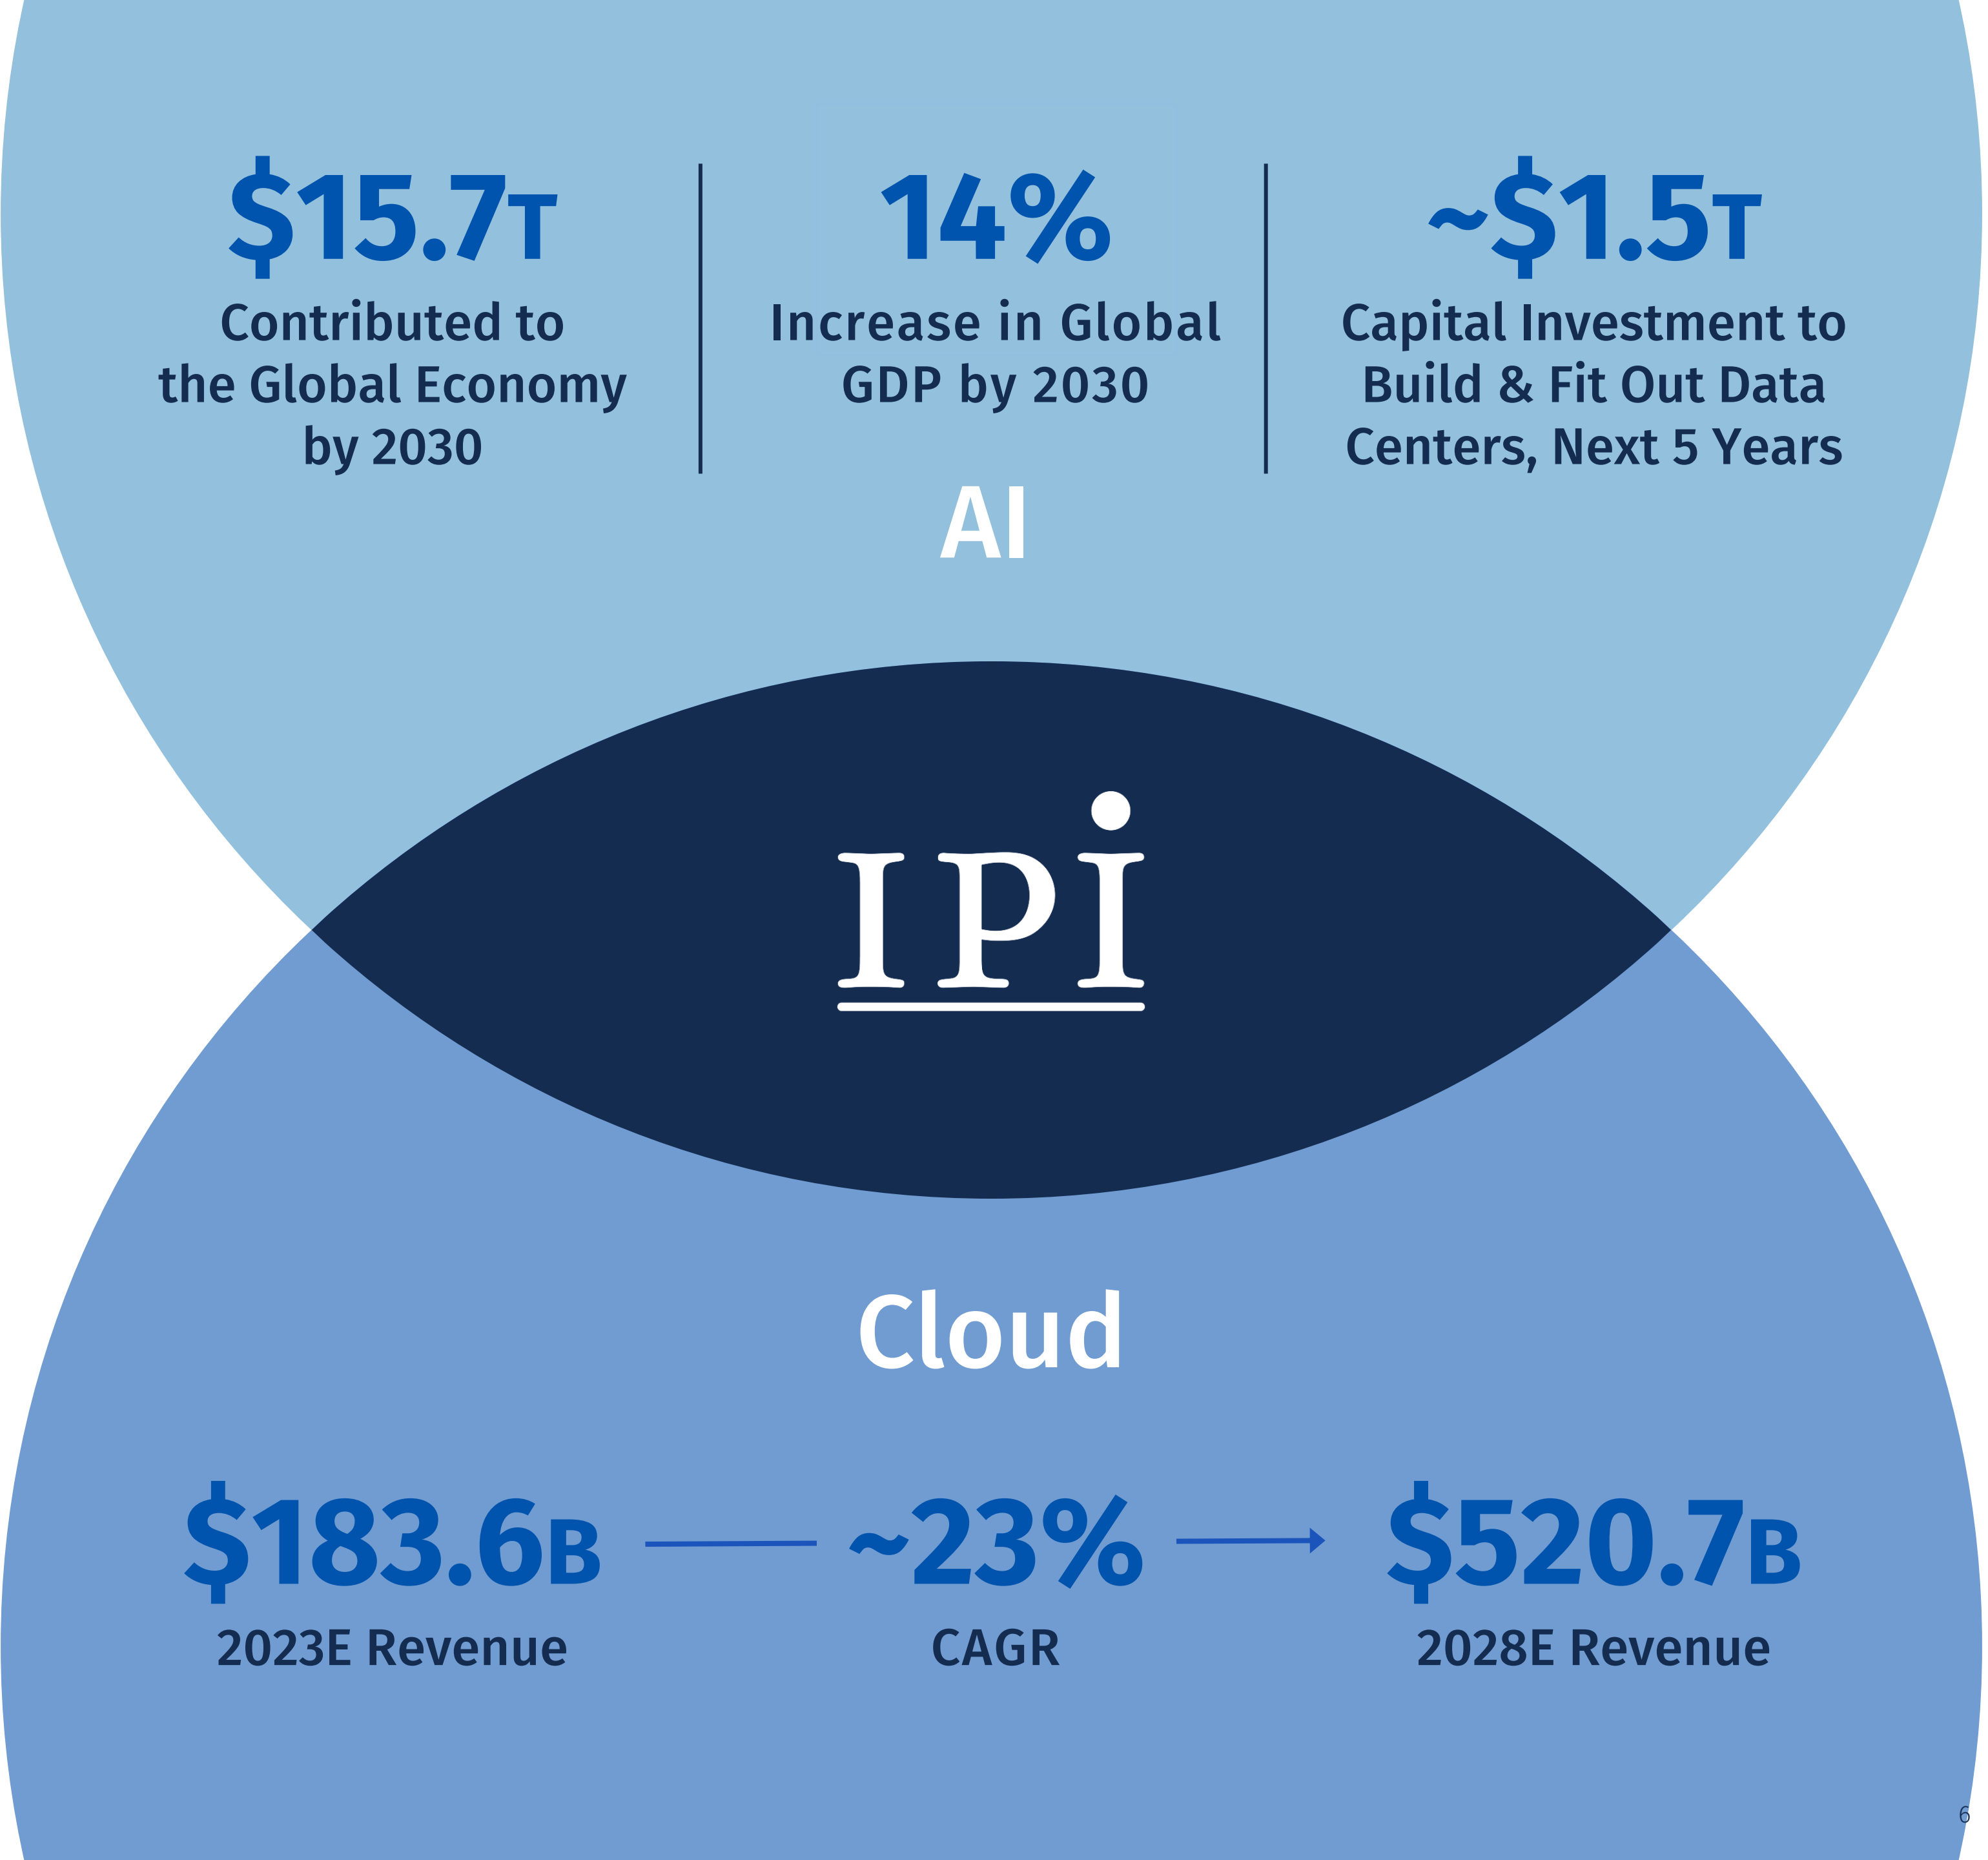 $15.7T
Contributed to
the Global Economy
by 2030
14%
Increase in Global
GDP by 2030
~$1.5T
Capital Investment to
Build & Fit Out Data
Centers, Next 5 Years
AI
IPi
Cloud
$183.6B
2023E Revenue
~23%
CAGR
$520.7B
2028E Revenue
6